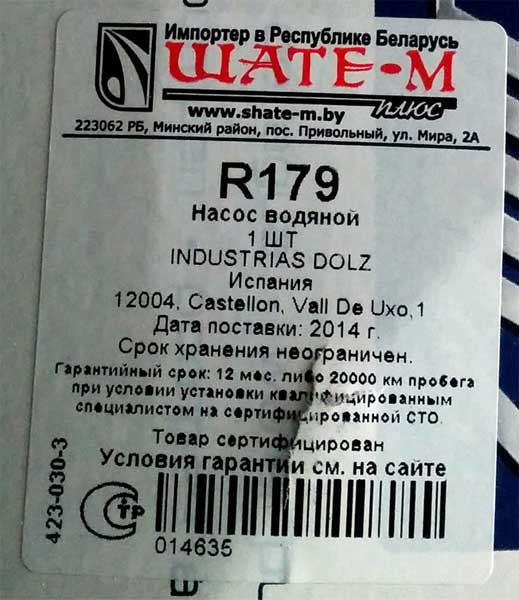 Импортер в Республике Беларусь
ШАТЕ-М
плюс
www.shate-m.by
223062 РБ, Минский район, пос. Привольный, ул. Мира, 2А
R179
Насос водяной
1 ШТ
INDUSTRIAS DOLZ
Испания
12004, Castellon, Vall De Uxo,1
Дата поставки: 2014 г.
Срок хранения неограничен.
Гарантийный срок: 12 мес. либо 20000 км пробега
при условии установки квалифицированным
специалистом на сертифицированной СТО.
Товар сертифицирован
Условия гарантии см. на сайте
423-030-3
СТР
014635